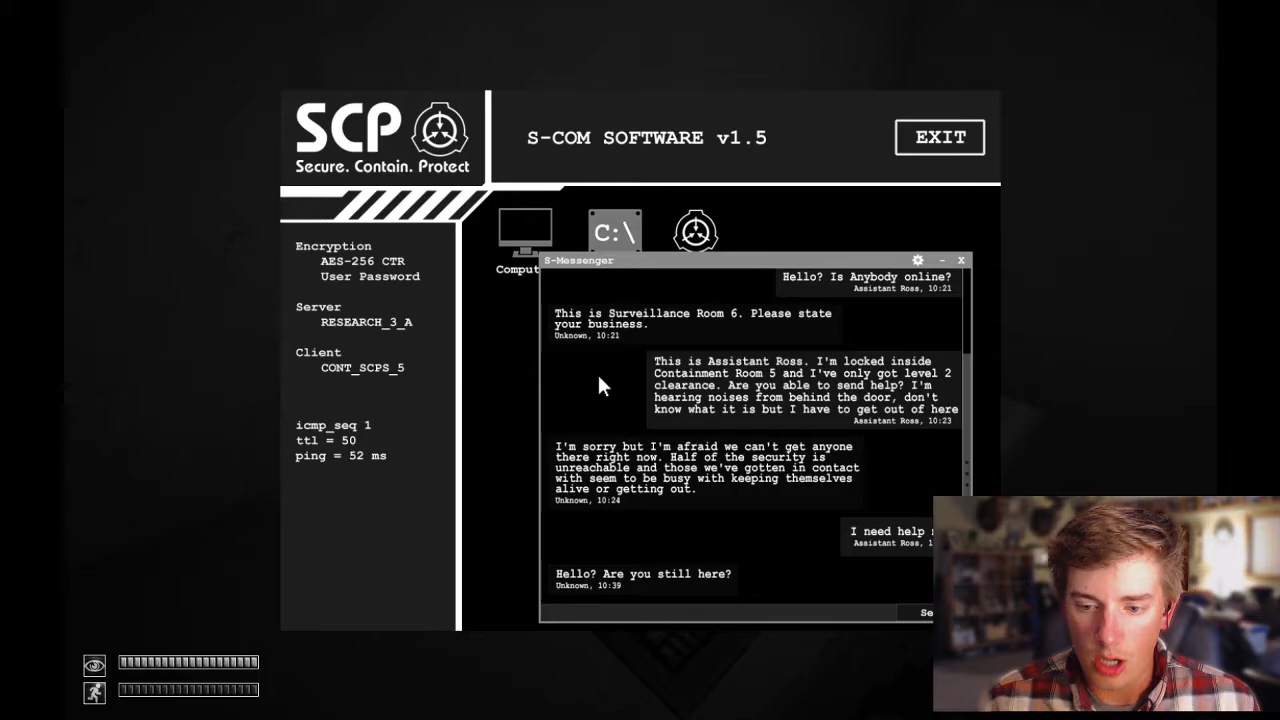 SCP
Secure. Contain. Protect
S-COM SOFTWARE v1.5
EXIT
Encryption
AES-256 CTR
User Password
Server
RESEARCH_3_A
Client
CONT_SCPS_5
icmp_seq 1
ttl = 50
ping = 52 ms
C:\
S-Messenger
- X
Hello? Is Anybody online?
Assistant Ross, 10:21
This is Surveillance Room 6. Please state
your business.
Unknown, 10:21
This is Assistant Ross. I'm locked inside
Containment Room 5 and I've only got level 2
clearance. Are you able to send help? I'm
hearing noises from behind the door, don't
know what it is but I have to get out of here
Assistant Ross, 10:23
I'm sorry but I'm afraid we can't get anyone
there right now. Half of the security is
unreachable and those we've gotten in contact
with seem to be busy with keeping themselves
alive or getting out.
Unknown, 10:24
I need help
Assistant Ross,
Hello? Are you still here?
Unknown, 10:39